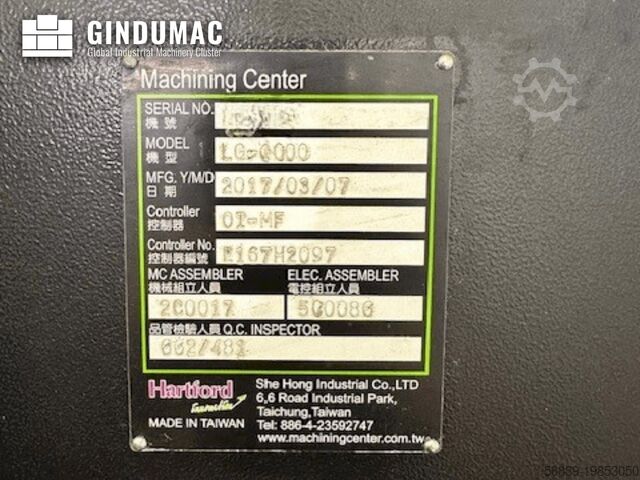 GINDUMAC
Global Industrial Machinery Cluster
Machining Center
SERIAL NO.
機號
MODEL
機型
MFG. Y/M/D 2017/03/07
日期
Controller 0I-MF
控制器
Controller No. E167H2097
控制器編號
MC ASSEMBLER ELEC. ASSEMBLER
機械組立人員 電控組立人員
2C0017 5C0086
品管檢驗人員 Q.C. INSPECTOR
662/481
Hartford
Sihe Hong Industrial Co.,LTD
6,6 Road Industrial Park,
Taichung,Taiwan
MADE IN TAIWAN Tel: 886-4-23592747
www.machiningcenter.com.tw